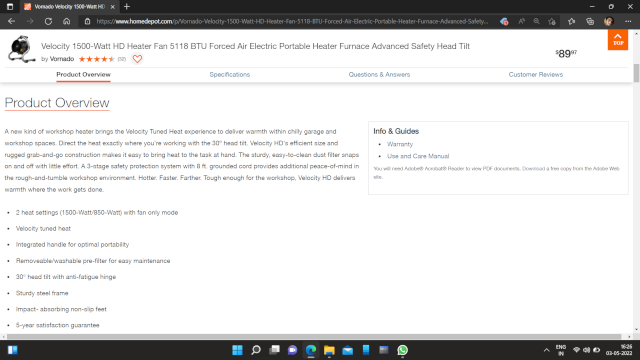 Vornado Velocity 1500-Watt HD
https://www.homedepot.com/p/Vornado-Velocity-1500-Watt-HD-Heater-Fan-5118-BTU-Forced-Air-Electric-Portable-Heater-Furnace-Advanced-Safety...
Velocity 1500-Watt HD Heater Fan 5118 BTU Forced Air Electric Portable Heater Furnace Advanced Safety Head Tilt
by Vornado
$89.97
TOP
Product Overview
Specifications
Questions & Answers
Customer Reviews
Product Overview
A new kind of workshop heater brings the Velocity Tuned Heat experience to deliver warmth within chilly garage and
workshop spaces. Direct the heat exactly where you're working with the 30° head tilt. Velocity HD's efficient size and
rugged grab-and-go construction makes it easy to bring heat to the task at hand. The sturdy, easy-to-clean dust filter snaps
on and off with little effort. A 3-stage safety protection system with 8 ft. grounded cord provides additional peace-of-mind in
the rough-and-tumble workshop environment. Hotter. Faster. Farther. Tough enough for the workshop, Velocity HD delivers
warmth where the work gets done.
• 2 heat settings (1500-Watt/850-Watt) with fan only mode
• Velocity tuned heat
• Integrated handle for optimal portability
• Removeable/washable pre-filter for easy maintenance
• 30° head tilt with anti-fatigue hinge
• Sturdy steel frame
• Impact- absorbing non-slip feet
• 5-year satisfaction guarantee
Info & Guides
• Warranty
• Use and Care Manual
You will need Adobe® Acrobat® Reader to view PDF documents. Download a free copy from the Adobe Web
site.
ENG
IN
16:25
03-05-2022